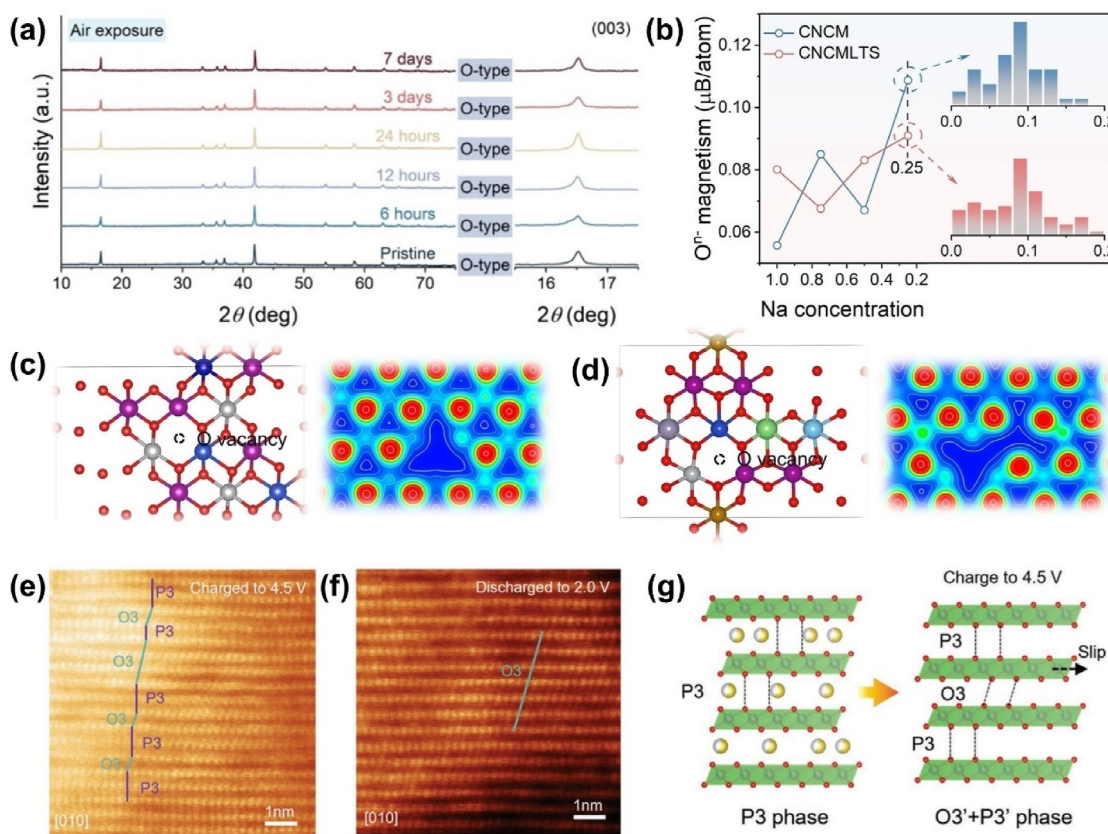 (a)
Air exposure
(003)
7 days
O-type
3 days
O-type
24 hours
O-type
12 hours
O-type
6 hours
O-type
Pristine
O-type
Intensity (a.u.)
10 20 30 40 50 60 70
16 17
2θ (deg)
2θ (deg)
(b)
CNCM
CNCMLTS
0.12
0.10
0.08
0.06
Oⁿ⁻ magnetism (μB/atom)
0.25
0.0 0.1 0.2
0.0 0.1 0.2
1.0 0.8 0.6 0.4 0.2
Na concentration
(c)
O vacancy
(d)
O vacancy
(e)
Charged to 4.5 V
P3
O3
P3
O3
P3
O3
P3
O3
P3
[010]
1nm
(f)
Discharged to 2.0 V
O3
[010]
1nm
(g)
Charge to 4.5 V
P3
P3
Slip
O3
P3
P3 phase
O3'+P3' phase